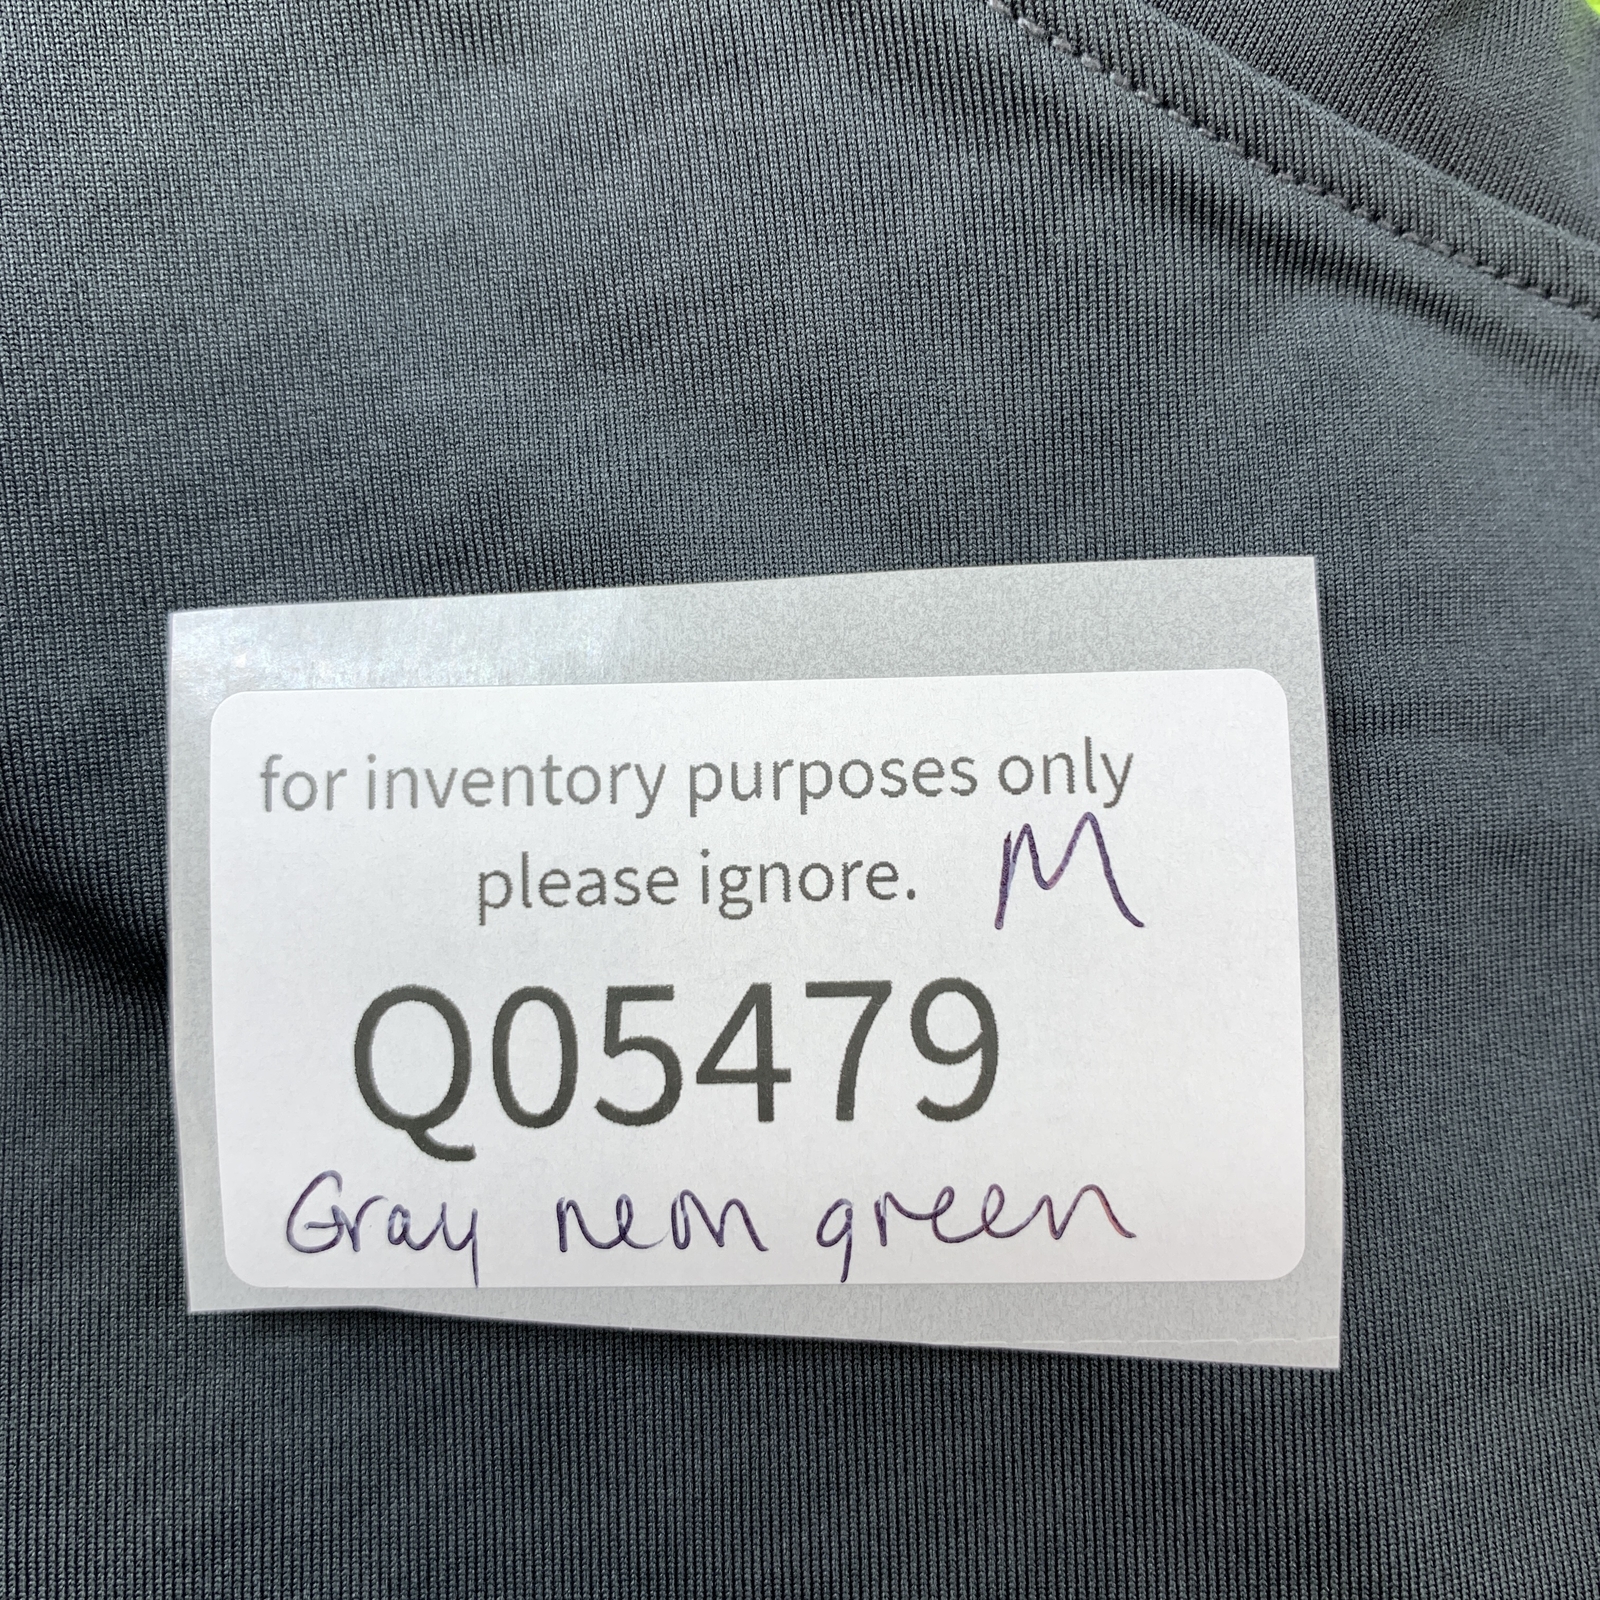 for inventory purposes only
please ignore. M
Q05479
Gray neon green